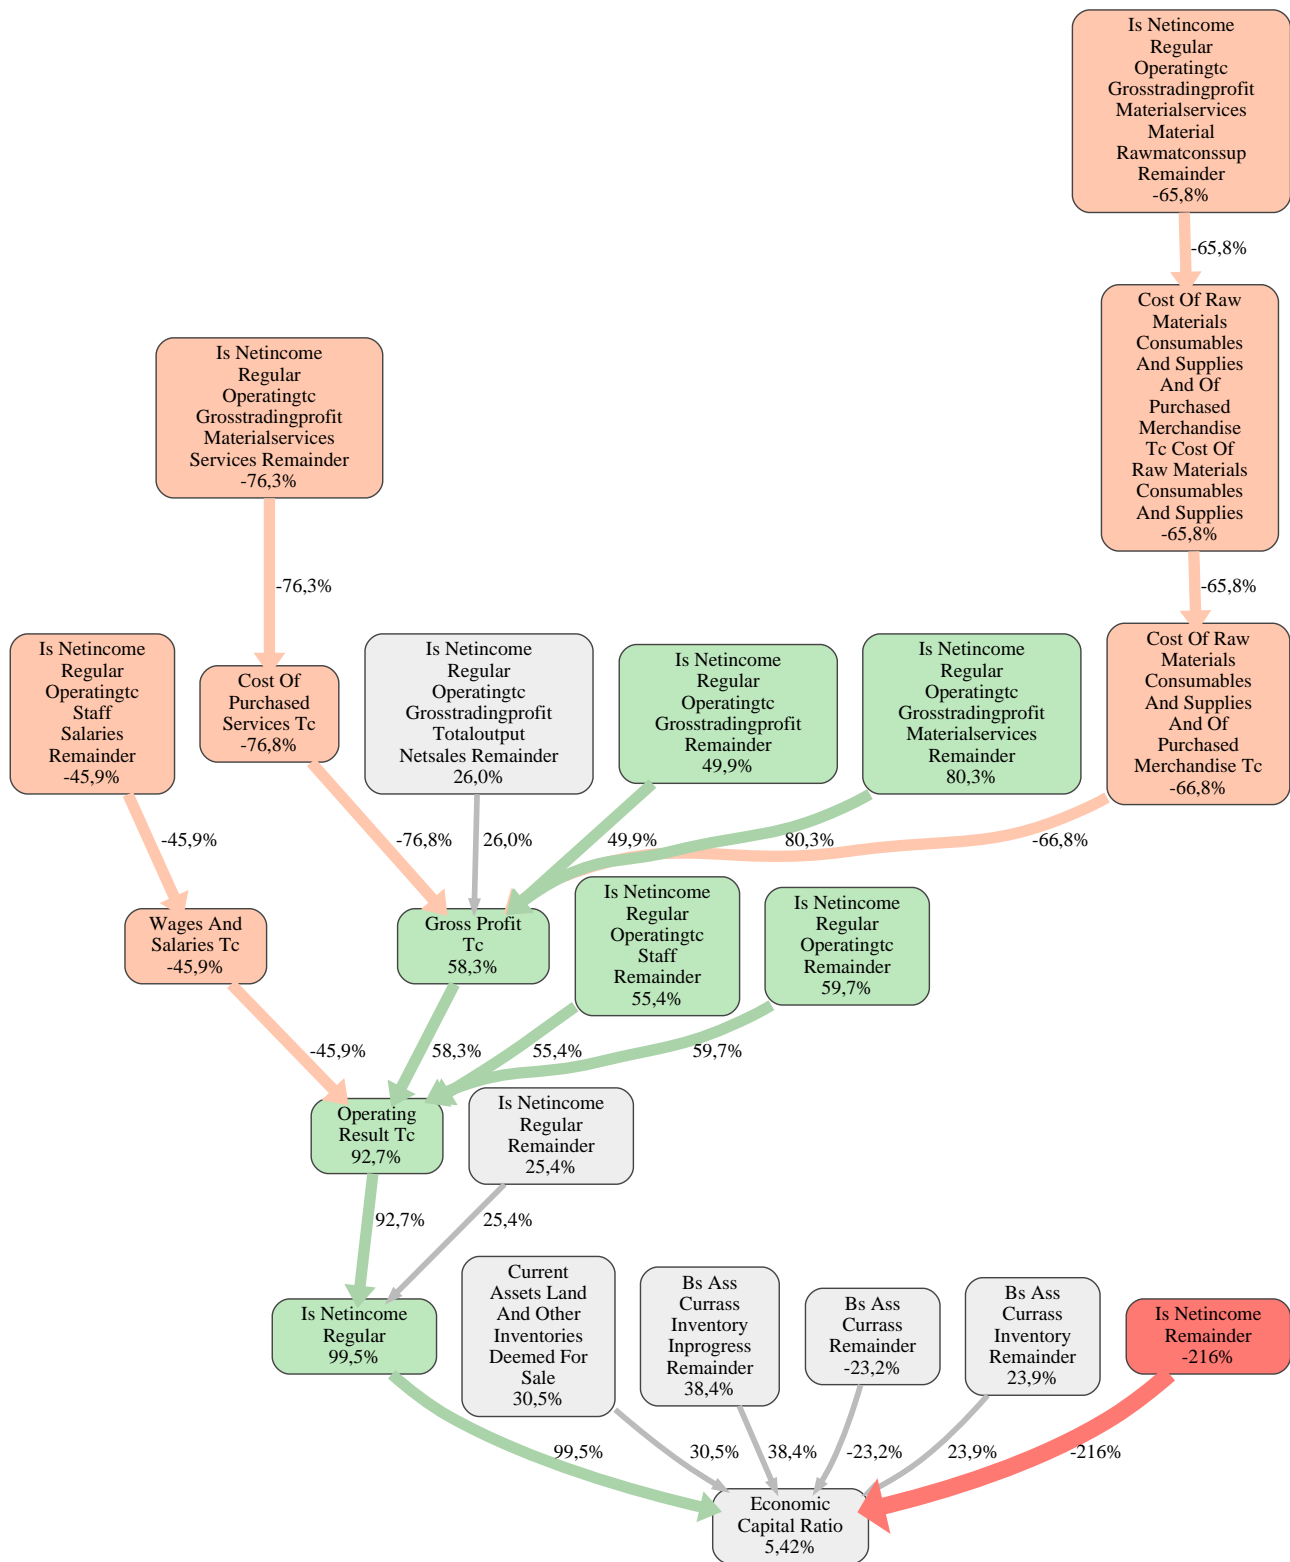 Is Netincome
Regular
Operatingtc
Grosstradingprofit
Materialservices
Material
Rawmatconssup
Remainder
-65,8%
-65,8%
Cost Of Raw
Materials
Consumables
And Supplies
And Of
Purchased
Merchandise
Tc Cost Of
Raw Materials
Consumables
And Supplies
-65,8%
Is Netincome
Regular
Operatingtc
Grosstradingprofit
Materialservices
Services Remainder
-76,3%
-76,3%
-65,8%
Is Netincome
Regular
Operatingtc
Staff
Salaries
Remainder
-45,9%
Cost Of
Purchased
Services Tc
-76,8%
Is Netincome
Regular
Operatingtc
Grosstradingprofit
Totaloutput
Netsales Remainder
26,0%
Is Netincome
Regular
Operatingtc
Grosstradingprofit
Remainder
49,9%
Is Netincome
Regular
Operatingtc
Grosstradingprofit
Materialservices
Remainder
80,3%
Cost Of Raw
Materials
Consumables
And Supplies
And Of
Purchased
Merchandise Tc
-66,8%
-45,9%
-76,8%
26,0%
49,9%
80,3%
-66,8%
Wages And
Salaries Tc
-45,9%
Gross Profit
Tc
58,3%
Is Netincome
Regular
Operatingtc
Staff
Remainder
55,4%
Is Netincome
Regular
Operatingtc
Remainder
59,7%
-45,9%
58,3%
55,4%
59,7%
Operating
Result Tc
92,7%
Is Netincome
Regular
Remainder
25,4%
92,7%
25,4%
Is Netincome
Regular
99,5%
Current
Assets Land
And Other
Inventories
Deemed For
Sale
30,5%
Bs Ass
Currass
Inventory
Inprogress
Remainder
38,4%
Bs Ass
Currass
Remainder
-23,2%
Bs Ass
Currass
Inventory
Remainder
23,9%
Is Netincome
Remainder
-216%
99,5%
30,5%
38,4%
-23,2%
23,9%
-216%
Economic
Capital Ratio
5,42%